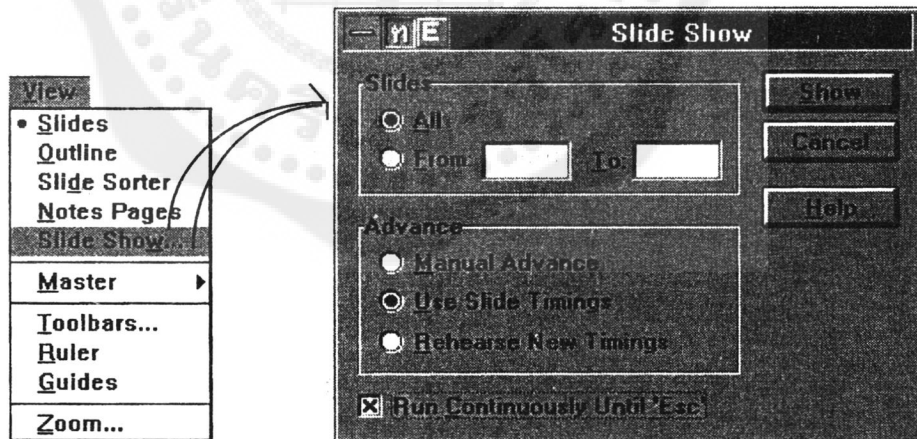 View
Slides
Outline
Slide Sorter
Notes Pages
Slide Show...
Master
Toolbars...
Ruler
Guides
Zoom...
ก E Slide Show
Slides
All
From: To:
Advance
Manual Advance
Use Slide Timings
Rehearse New Timings
Run Continuously Until 'Esc'
Show
Cancel
Help